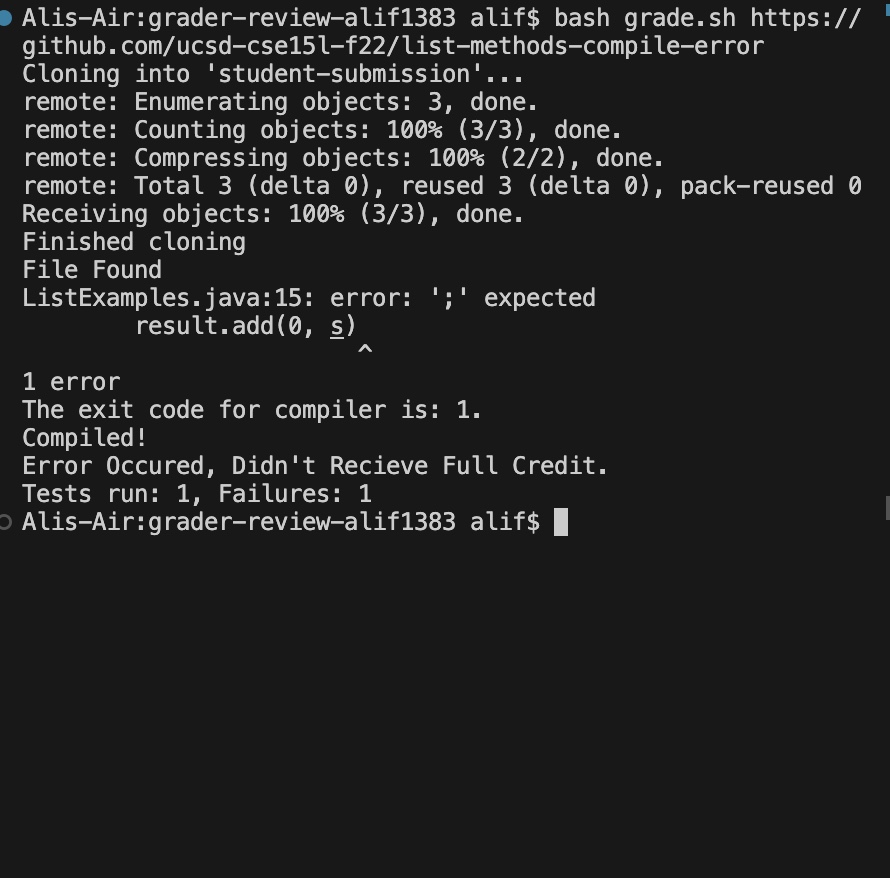 Alis-Air:grader-review-alif1383 alif$ bash grade.sh https://
github.com/ucsd-cse15l-f22/list-methods-compile-error
Cloning into 'student-submission'...
remote: Enumerating objects: 3, done.
remote: Counting objects: 100% (3/3), done.
remote: Compressing objects: 100% (2/2), done.
remote: Total 3 (delta 0), reused 3 (delta 0), pack-reused 0
Receiving objects: 100% (3/3), done.
Finished cloning
File Found
ListExamples.java:15: error: ';' expected
        result.add(0, s)
                        ^
1 error
The exit code for compiler is: 1.
Compiled!
Error Occured, Didn't Recieve Full Credit.
Tests run: 1, Failures: 1
Alis-Air:grader-review-alif1383 alif$